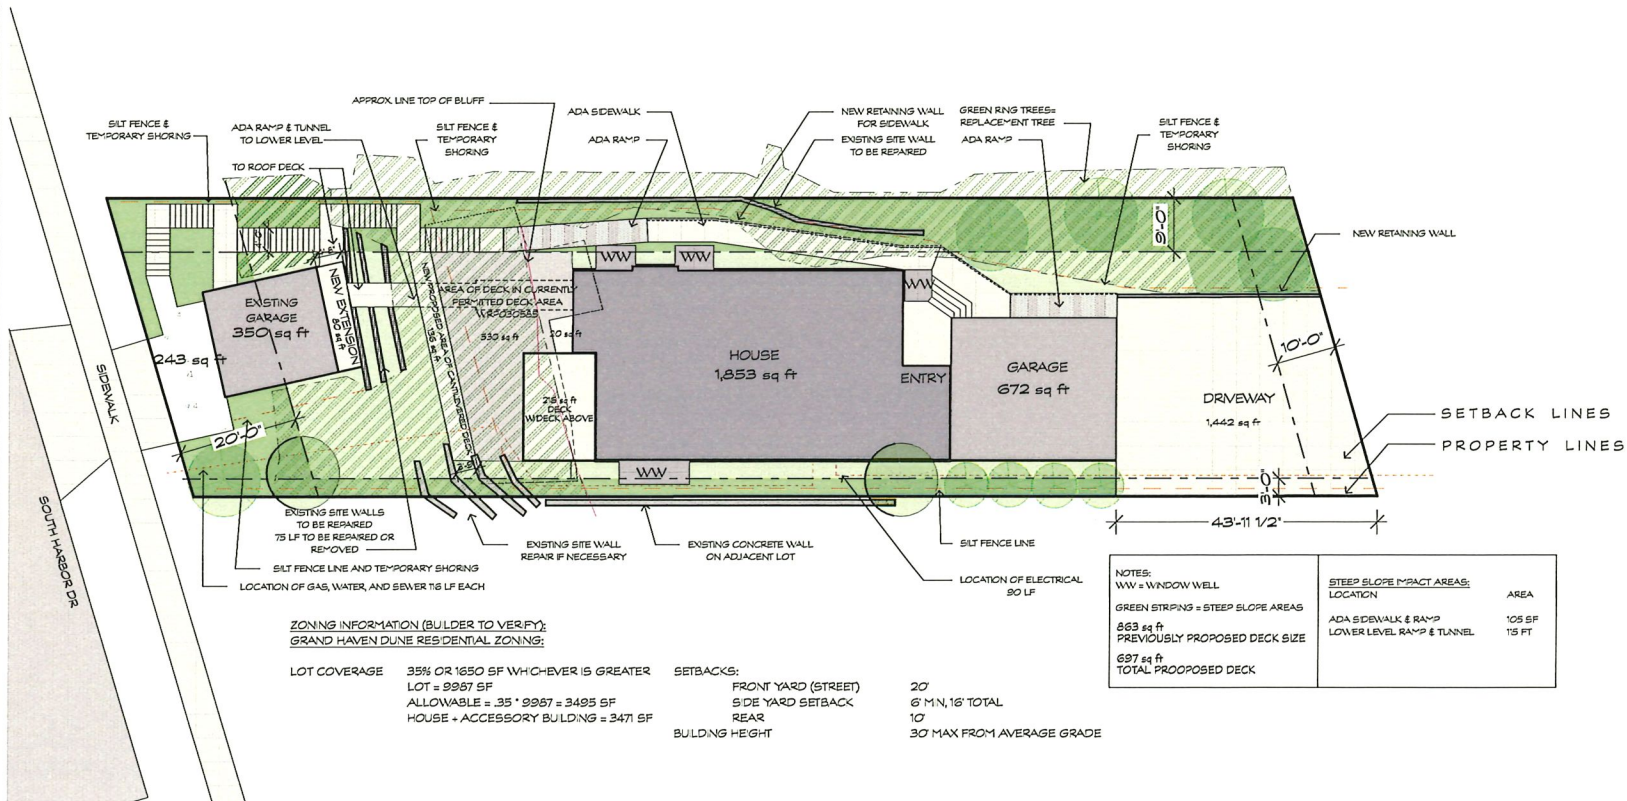 APPROX. LINE TOP OF BLUFF
SILT FENCE &
TEMPORARY SHORING
ADA RAMP & TUNNEL
TO LOWER LEVEL
TO ROOF DECK
SILT FENCE &
TEMPORARY
SHORING
ADA SIDEWALK
ADA RAMP
NEW RETAINING WALL
FOR SIDEWALK
EXISTING SITE WALL
TO BE REPAIRED
GREEN RING TREES=
REPLACEMENT TREE
ADA RAMP
SILT FENCE &
TEMPORARY
SHORING
NEW RETAINING WALL
WW
WW
WW
EXISTING
GARAGE
350 sq ft
NEW EXTENSION
80 sq ft
243 sq ft
NEW PROPOSED AREA OF CANTILEVERED DECK
AREA OF DECK IN CURRENTLY
PERMITTED DECK AREA
530 sq ft
20 sq ft
DECK
W/DECK ABOVE
HOUSE
1,853 sq ft
ENTRY
GARAGE
672 sq ft
DRIVEWAY
1,442 sq ft
10'-0"
20'-0"
WW
43'-11 1/2"
SETBACK LINES
PROPERTY LINES
SIDEWALK
SOUTH HARBOR DR
EXISTING SITE WALLS
TO BE REPAIRED
75 LF TO BE REPAIRED OR
REMOVED
SILT FENCE LINE AND TEMPORARY SHORING
LOCATION OF GAS, WATER, AND SEWER 118 LF EACH
EXISTING SITE WALL
REPAIR IF NECESSARY
EXISTING CONCRETE WALL
ON ADJACENT LOT
SILT FENCE LINE
LOCATION OF ELECTRICAL
90 LF
NOTES:
WW = WINDOW WELL
GREEN STRIPING = STEEP SLOPE AREAS
863 sq ft
PREVIOUSLY PROPOSED DECK SIZE
697 sq ft
TOTAL PROOPOSED DECK
STEEP SLOPE IMPACT AREAS:
LOCATION AREA
ADA SIDEWALK & RAMP 105 SF
LOWER LEVEL RAMP & TUNNEL 115 FT
ZONING INFORMATION (BUILDER TO VERIFY):
GRAND HAVEN DUNE RESIDENTIAL ZONING:
LOT COVERAGE 35% OR 1650 SF WHICHEVER IS GREATER
LOT = 9987 SF
ALLOWABLE = .35 * 9987 = 3495 SF
HOUSE + ACCESSORY BUILDING = 3471 SF
SETBACKS:
FRONT YARD (STREET) 20'
SIDE YARD SETBACK 6' MIN, 16' TOTAL
REAR 10'
BUILDING HEIGHT 30' MAX FROM AVERAGE GRADE